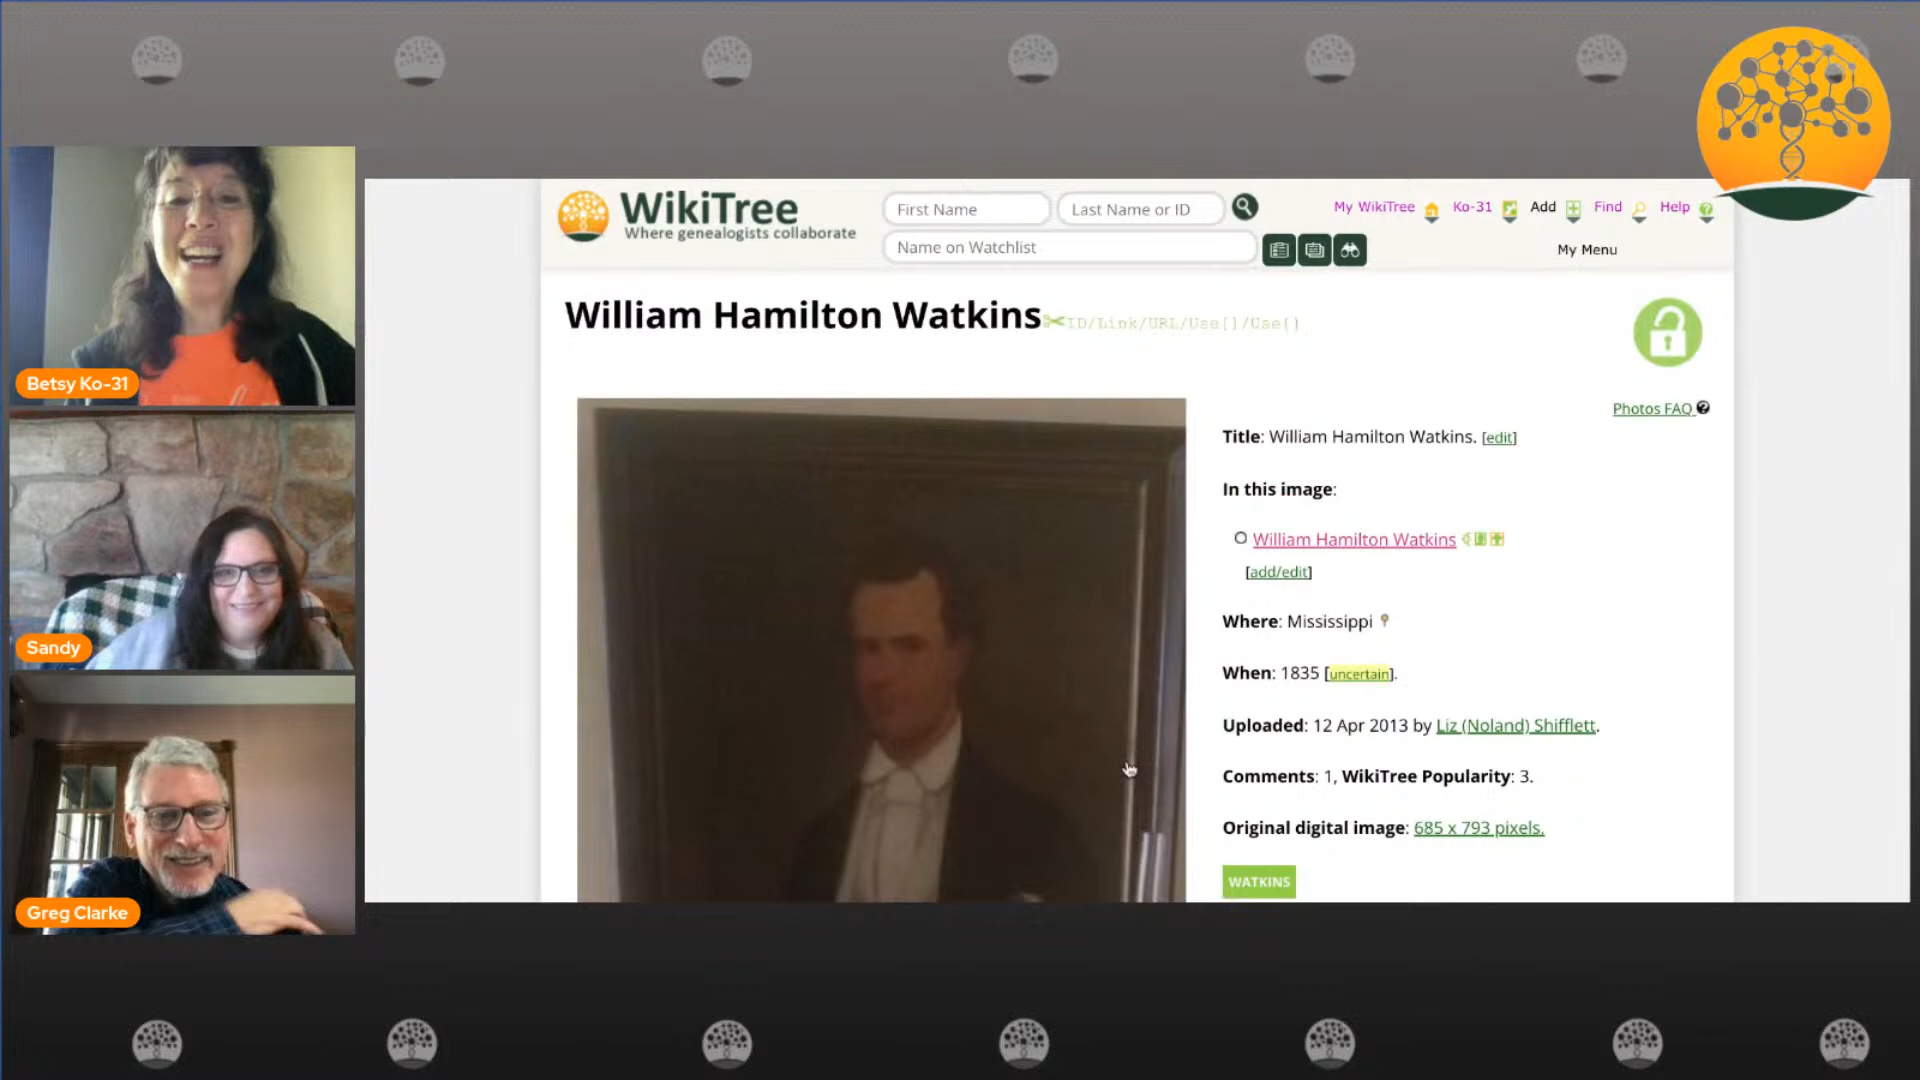 Betsy Ko-31
Sandy
Greg Clarke
WikiTree
Where genealogists collaborate
First Name
Last Name or ID
Name on Watchlist
My WikiTree
Ko-31
Add
Find
Help
My Menu
William Hamilton Watkins
ID/Link/URL/Use[]/Use()
Photos FAQ ?
Title: William Hamilton Watkins. [edit]
In this image:
William Hamilton Watkins
[add/edit]
Where: Mississippi
When: 1835 [uncertain].
Uploaded: 12 Apr 2013 by Liz (Noland) Shifflett.
Comments: 1, WikiTree Popularity: 3.
Original digital image: 685 x 793 pixels.
WATKINS